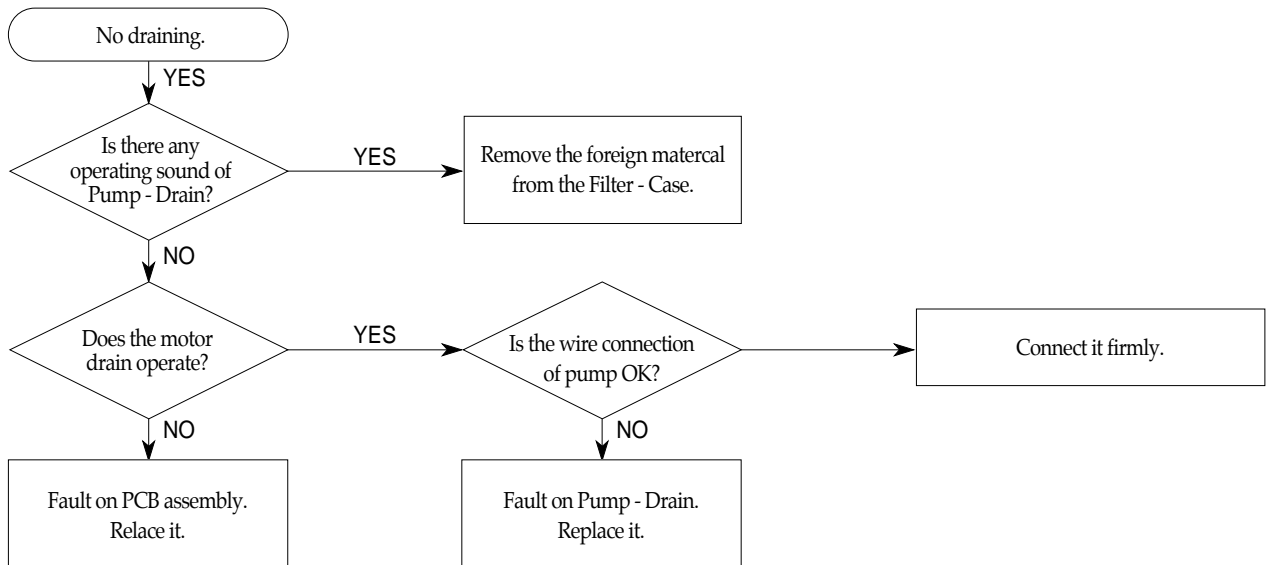 No draining.
YES
Is there any
operating sound of
Pump - Drain?
YES
Remove the foreign matercal
from the Filter - Case.
NO
Does the motor
drain operate?
YES
Is the wire connection
of pump OK?
Connect it firmly.
NO
Fault on PCB assembly.
Relace it.
NO
Fault on Pump - Drain.
Replace it.